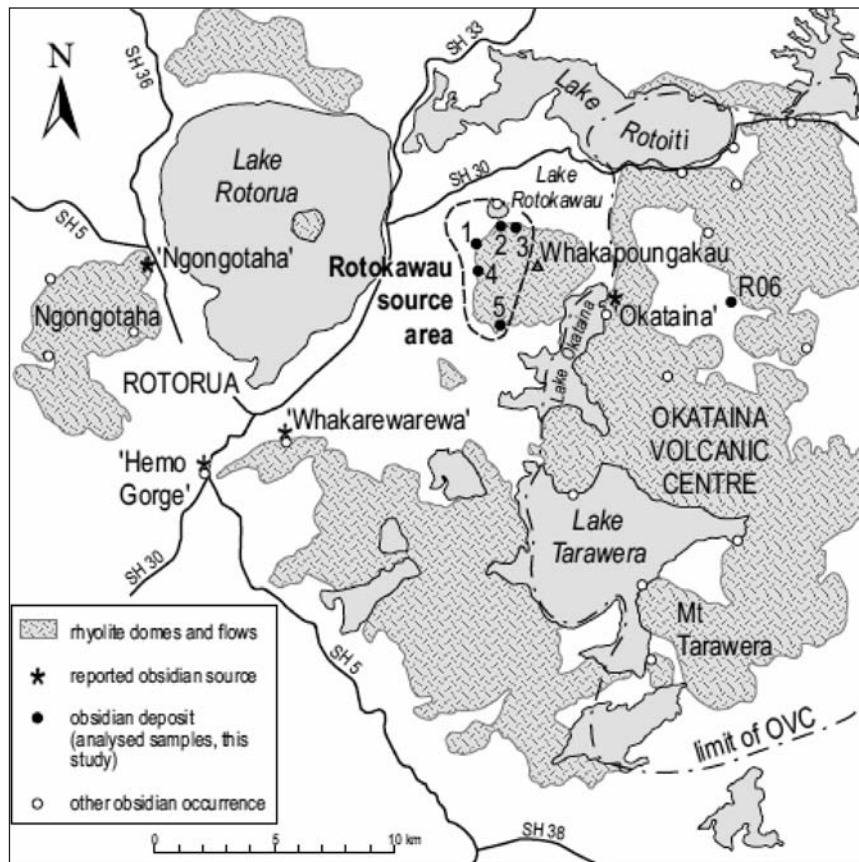 N
SH 36
SH 33
Lake
Rotorua
Lake
Rotoiti
SH 30
Lake
Rotokawau
SH 5
'Ngongotaha'
1
2
3
4
5
Rotokawau
source
area
Whakapoungakau
R06
Ngongotaha
'Okataina'
Lake Okataina
ROTORUA
'Whakarewarewa'
OKATAINA
VOLCANIC
CENTRE
'Hemo
Gorge'
Lake
Tarawera
SH 30
Mt
Tarawera
SH 5
limit of OVC
rhyolite domes and flows
reported obsidian source
obsidian deposit
(analysed samples, this
study)
other obsidian occurrence
0 5 10 km
SH 38